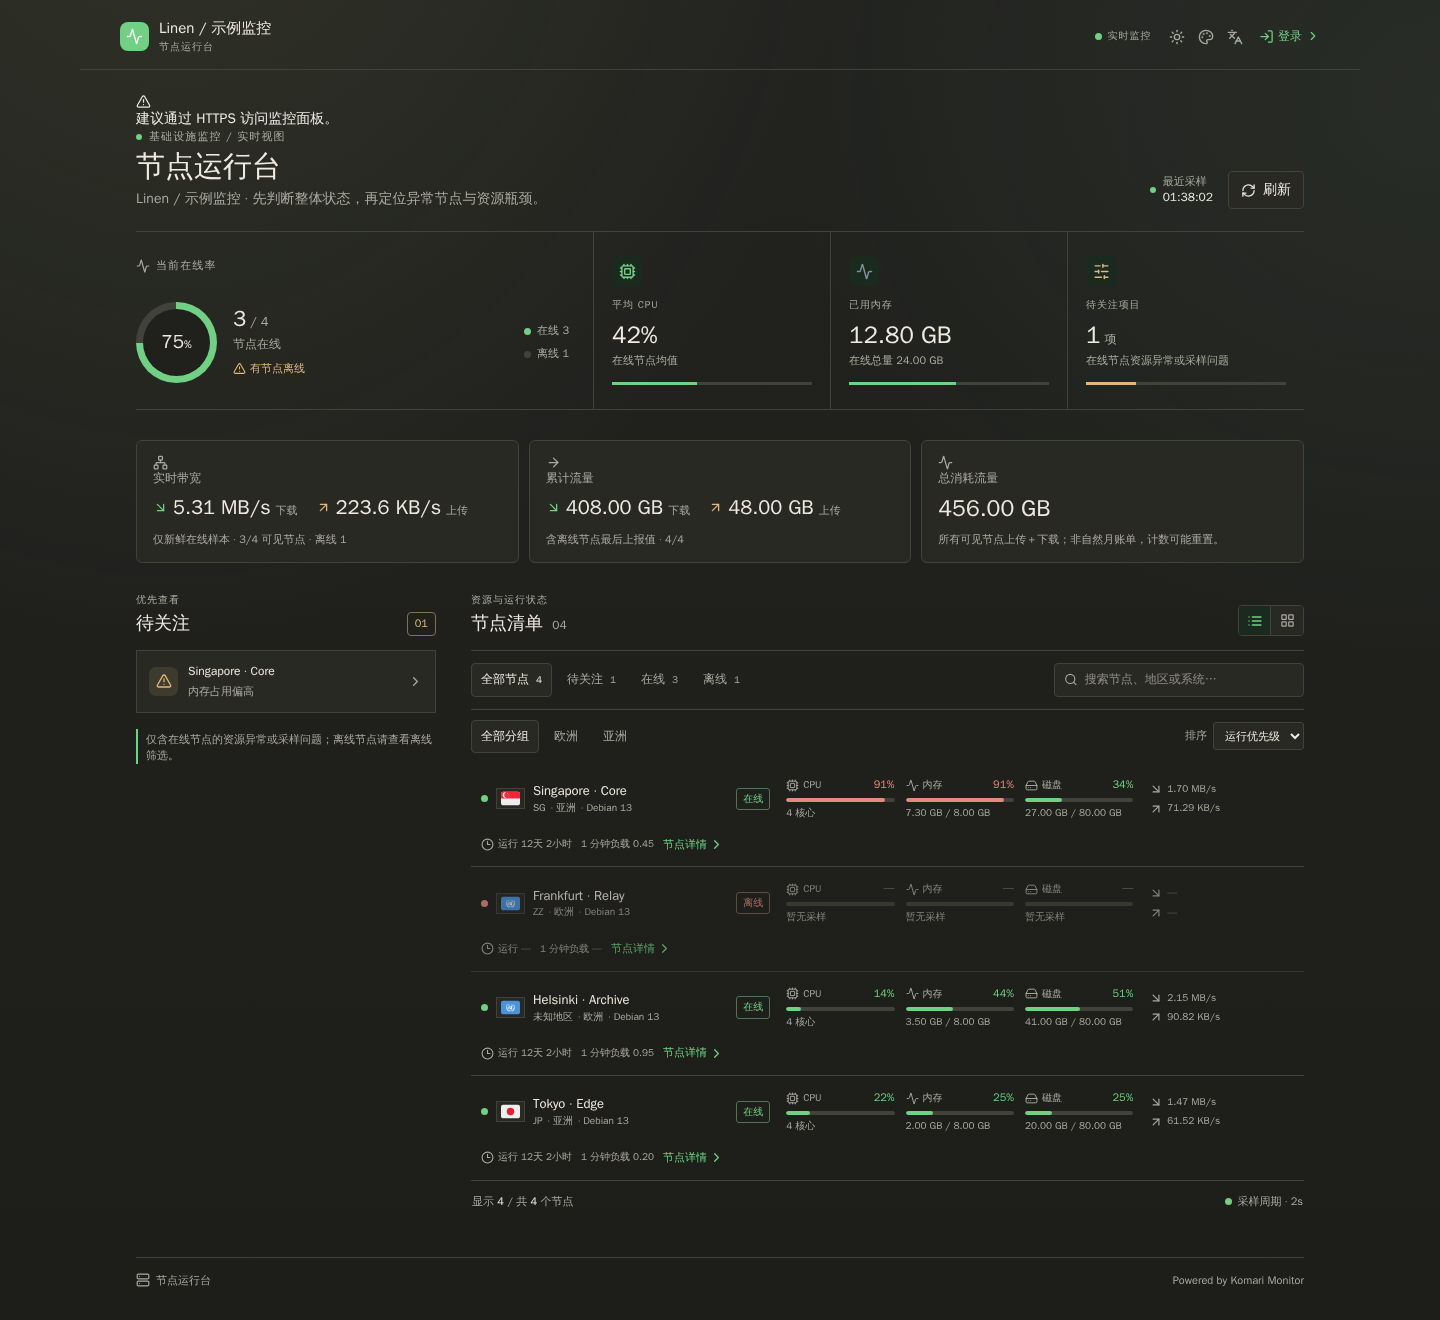 Linen / 示例监控
节点运行台
实时监控
登录
建议通过 HTTPS 访问监控面板。
基础设施监控 / 实时视图
节点运行台
Linen / 示例监控 · 先判断整体状态，再定位异常节点与资源瓶颈。
最近采样
01:38:02
刷新
当前在线率
75%
3 / 4
节点在线
有节点离线
在线 3
离线 1
平均 CPU
42%
在线节点均值
已用内存
12.80 GB
在线总量 24.00 GB
待关注项目
1 项
在线节点资源异常或采样问题
实时带宽
5.31 MB/s 下载 223.6 KB/s 上传
仅新鲜在线样本 · 3/4 可见节点 · 离线 1
累计流量
408.00 GB 下载 48.00 GB 上传
含离线节点最后上报值 · 4/4
总消耗流量
456.00 GB
所有可见节点上传 + 下载；非自然月账单，计数可能重置。
优先查看
待关注
01
Singapore · Core
内存占用偏高
仅含在线节点的资源异常或采样问题；离线节点请查看离线
筛选。
资源与运行状态
节点清单 04
全部节点 4 待关注 1 在线 3 离线 1
搜索节点、地区或系统…
全部分组 欧洲 亚洲
排序 运行优先级
Singapore · Core
SG · 亚洲 · Debian 13
在线
CPU 91%
4 核心
内存 91%
7.30 GB / 8.00 GB
磁盘 34%
27.00 GB / 80.00 GB
1.70 MB/s
71.29 KB/s
运行 12天 2小时 1 分钟负载 0.45 节点详情
Frankfurt · Relay
ZZ · 欧洲 · Debian 13
离线
CPU —
暂无采样
内存 —
暂无采样
磁盘 —
暂无采样
—
—
运行 — 1 分钟负载 — 节点详情
Helsinki · Archive
未知地区 · 欧洲 · Debian 13
在线
CPU 14%
4 核心
内存 44%
3.50 GB / 8.00 GB
磁盘 51%
41.00 GB / 80.00 GB
2.15 MB/s
90.82 KB/s
运行 12天 2小时 1 分钟负载 0.95 节点详情
Tokyo · Edge
JP · 亚洲 · Debian 13
在线
CPU 22%
4 核心
内存 25%
2.00 GB / 8.00 GB
磁盘 25%
20.00 GB / 80.00 GB
1.47 MB/s
61.52 KB/s
运行 12天 2小时 1 分钟负载 0.20 节点详情
显示 4 / 共 4 个节点
采样周期 · 2s
节点运行台
Powered by Komari Monitor